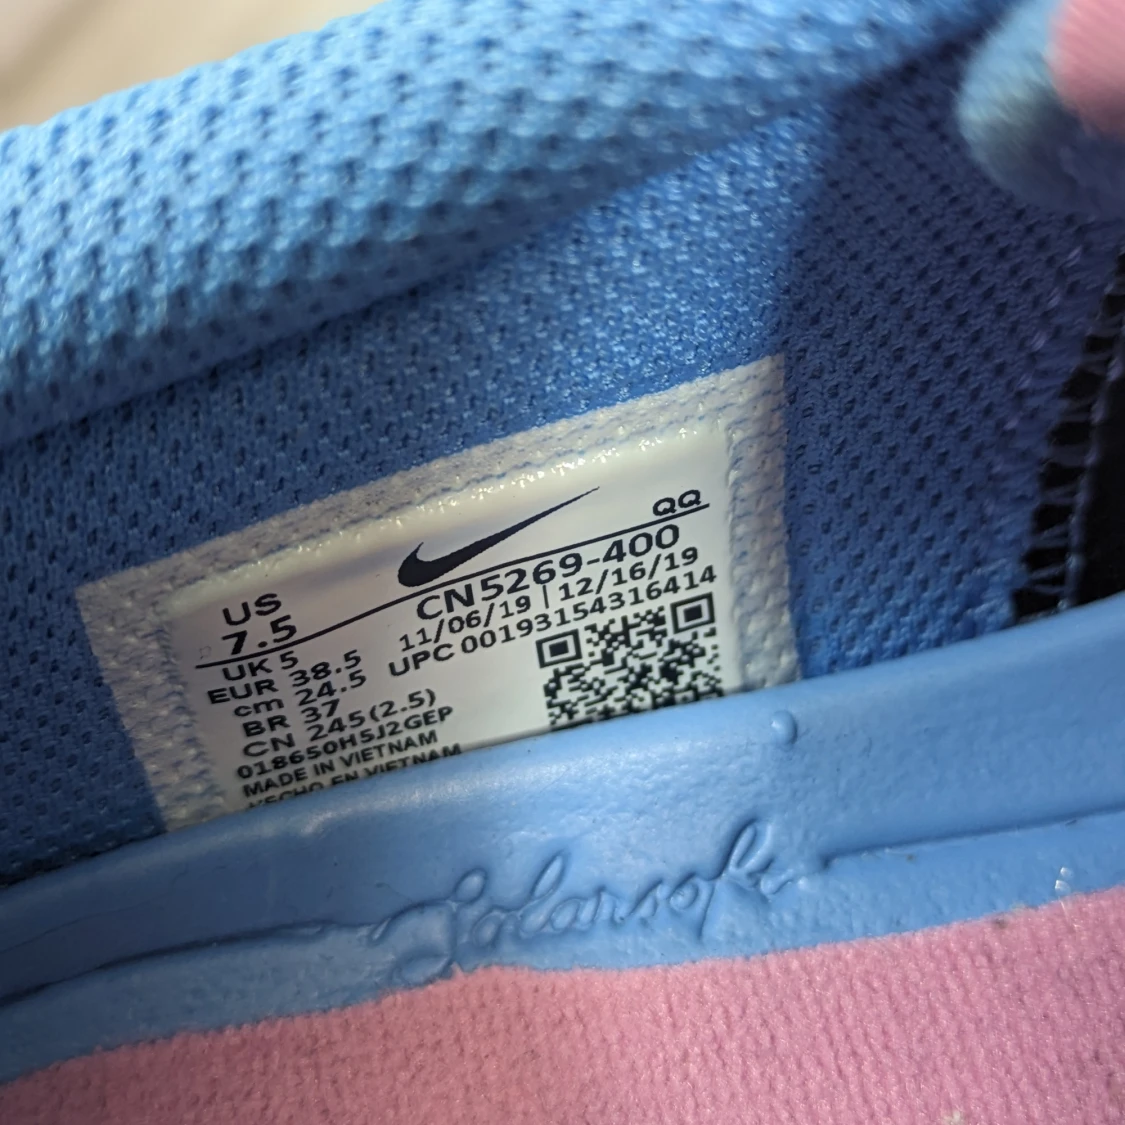 QQ
US
7.5
CN5269-400
11/06/19 | 12/16/19
UPC 00193154316414
UK 5
EUR 38.5
cm 24.5
BR 37
CN 245(2.5)
018650H5J2GEP
MADE IN VIETNAM
HECHO EN VIETNAM
Solarsoft